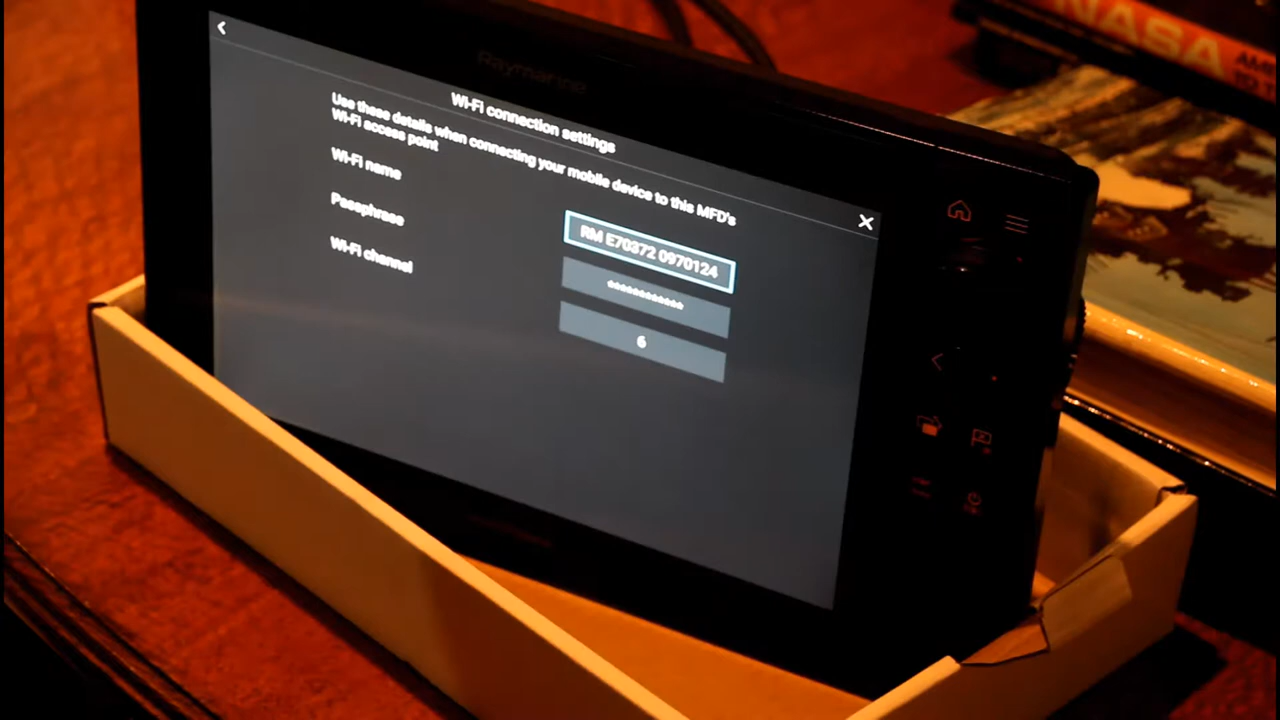 Raymarine
Wi-Fi connection settings
Use these details when connecting your mobile device to this MFD's
Wi-Fi access point
Wi-Fi name
RM E70372 0970124
Passphrase
************
Wi-Fi channel
6
NASA